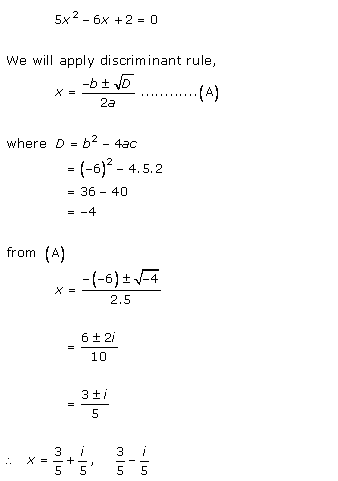 5x² – 6x + 2 = 0
We will apply discriminant rule,
x = (–b ± √D)/(2a) ............(A)
where D = b² – 4ac
= (–6)² – 4.5.2
= 36 – 40
= –4
from (A)
x = (–(–6) ± √–4)/(2.5)
= (6 ± 2i)/10
= (3 ± i)/5
∴ x = 3/5 + i/5, 3/5 – i/5